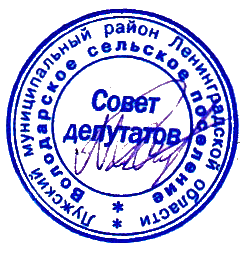 Лужский муниципальный район Ленинградской области
Володарское сельское поселение
Совет
депутатов
* *